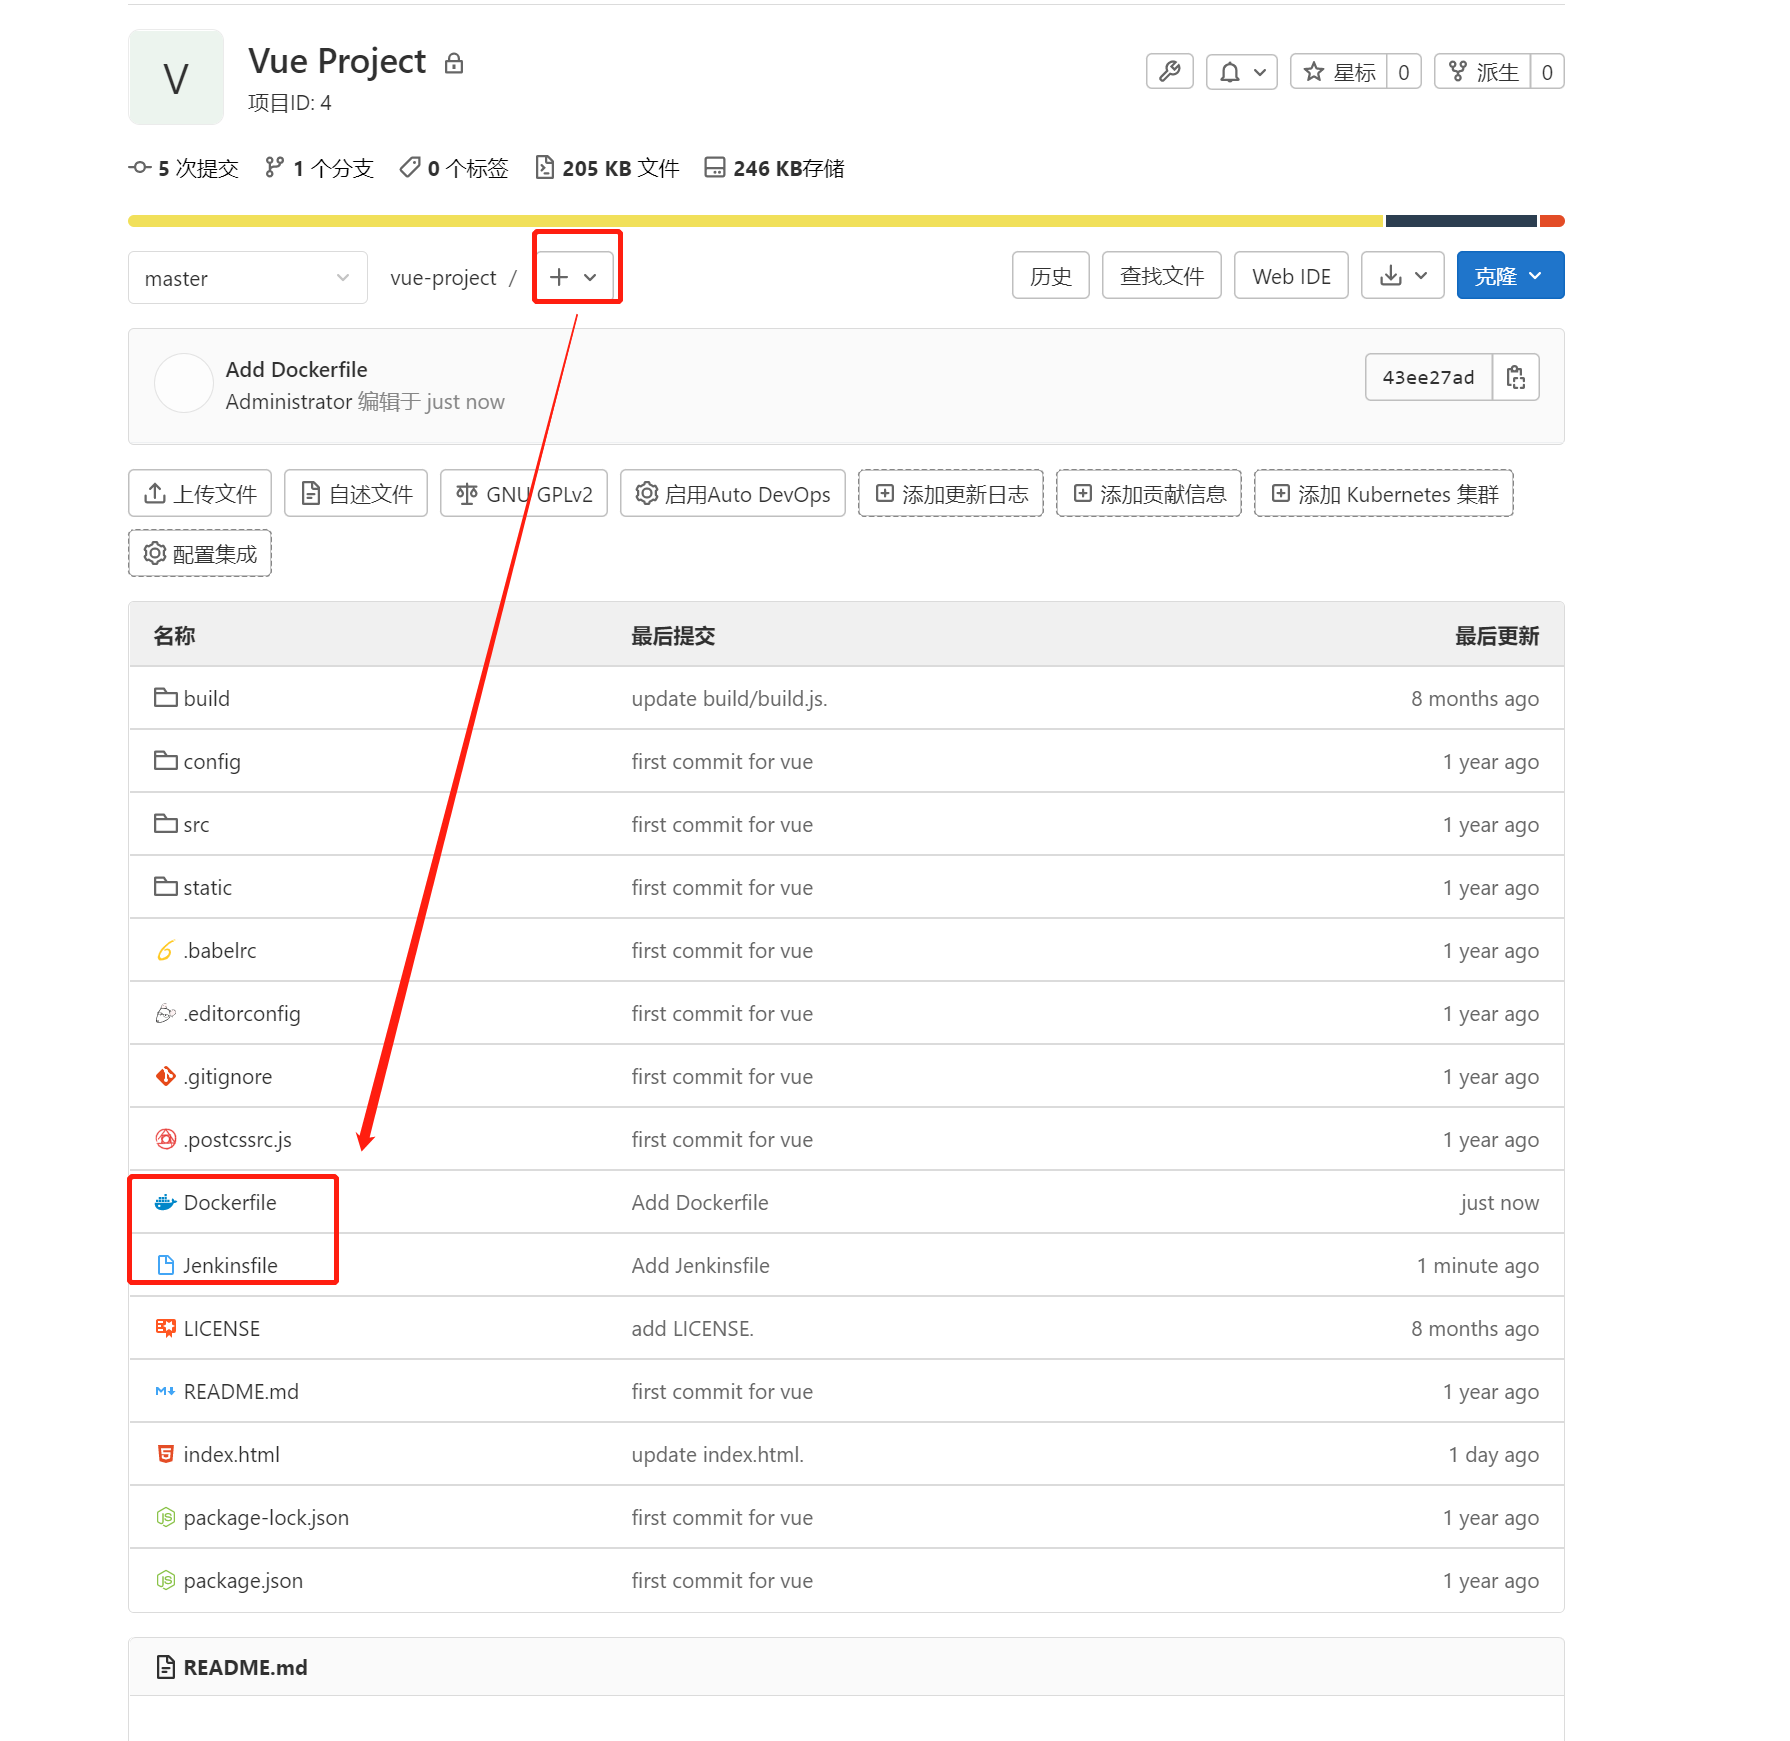 V
Vue Project
项目ID: 4
星标 0
派生 0
5 次提交 1 个分支 0 个标签 205 KB 文件 246 KB存储
master vue-project / 历史 查找文件 Web IDE 克隆
Add Dockerfile
Administrator 编辑于 just now
43ee27ad
上传文件 自述文件 GNU GPLv2 启用Auto DevOps 添加更新日志 添加贡献信息 添加 Kubernetes 集群
配置集成
名称 最后提交 最后更新
build update build/build.js. 8 months ago
config first commit for vue 1 year ago
src first commit for vue 1 year ago
static first commit for vue 1 year ago
.babelrc first commit for vue 1 year ago
.editorconfig first commit for vue 1 year ago
.gitignore first commit for vue 1 year ago
.postcssrc.js first commit for vue 1 year ago
Dockerfile Add Dockerfile just now
Jenkinsfile Add Jenkinsfile 1 minute ago
LICENSE add LICENSE. 8 months ago
README.md first commit for vue 1 year ago
index.html update index.html. 1 day ago
package-lock.json first commit for vue 1 year ago
package.json first commit for vue 1 year ago
README.md